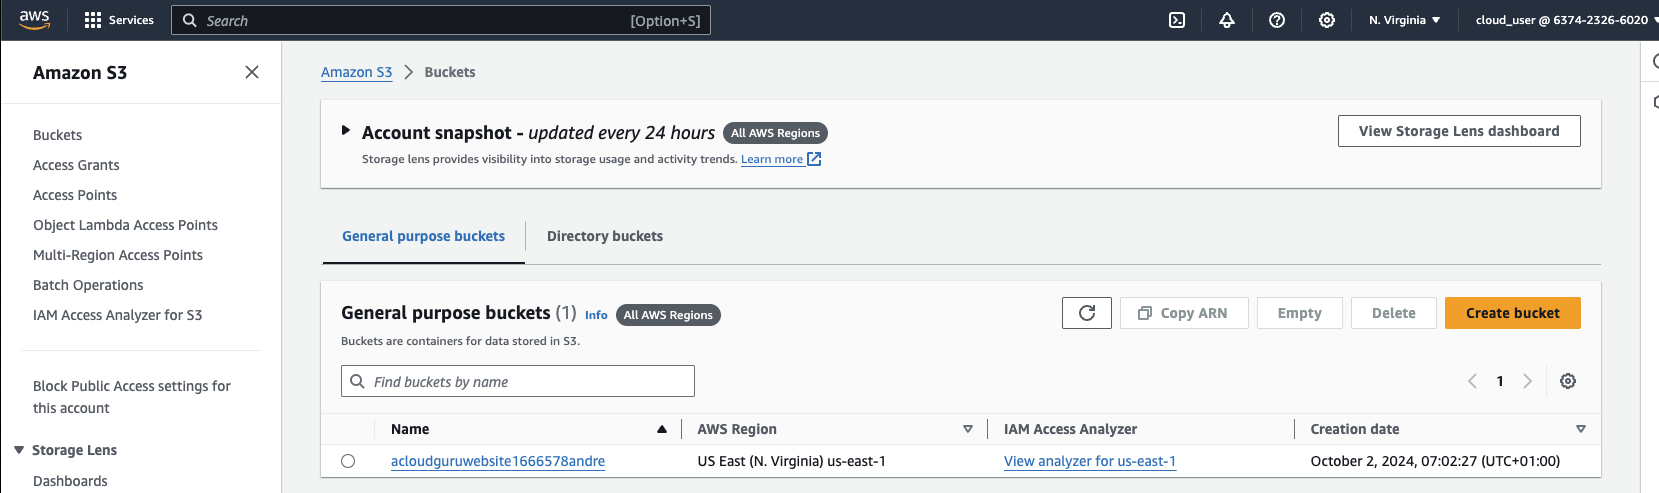 aws
Services
Search
[Option+S]
N. Virginia
cloud_user @ 6374-2326-6020
Amazon S3
Buckets
Access Grants
Access Points
Object Lambda Access Points
Multi-Region Access Points
Batch Operations
IAM Access Analyzer for S3
Block Public Access settings for
this account
Storage Lens
Dashboards
Amazon S3 > Buckets
Account snapshot - updated every 24 hours All AWS Regions
Storage lens provides visibility into storage usage and activity trends. Learn more
View Storage Lens dashboard
General purpose buckets
Directory buckets
General purpose buckets (1) Info All AWS Regions
Buckets are containers for data stored in S3.
Copy ARN
Empty
Delete
Create bucket
Find buckets by name
1
Name AWS Region IAM Access Analyzer Creation date
acloudguruwebsite1666578andre US East (N. Virginia) us-east-1 View analyzer for us-east-1 October 2, 2024, 07:02:27 (UTC+01:00)